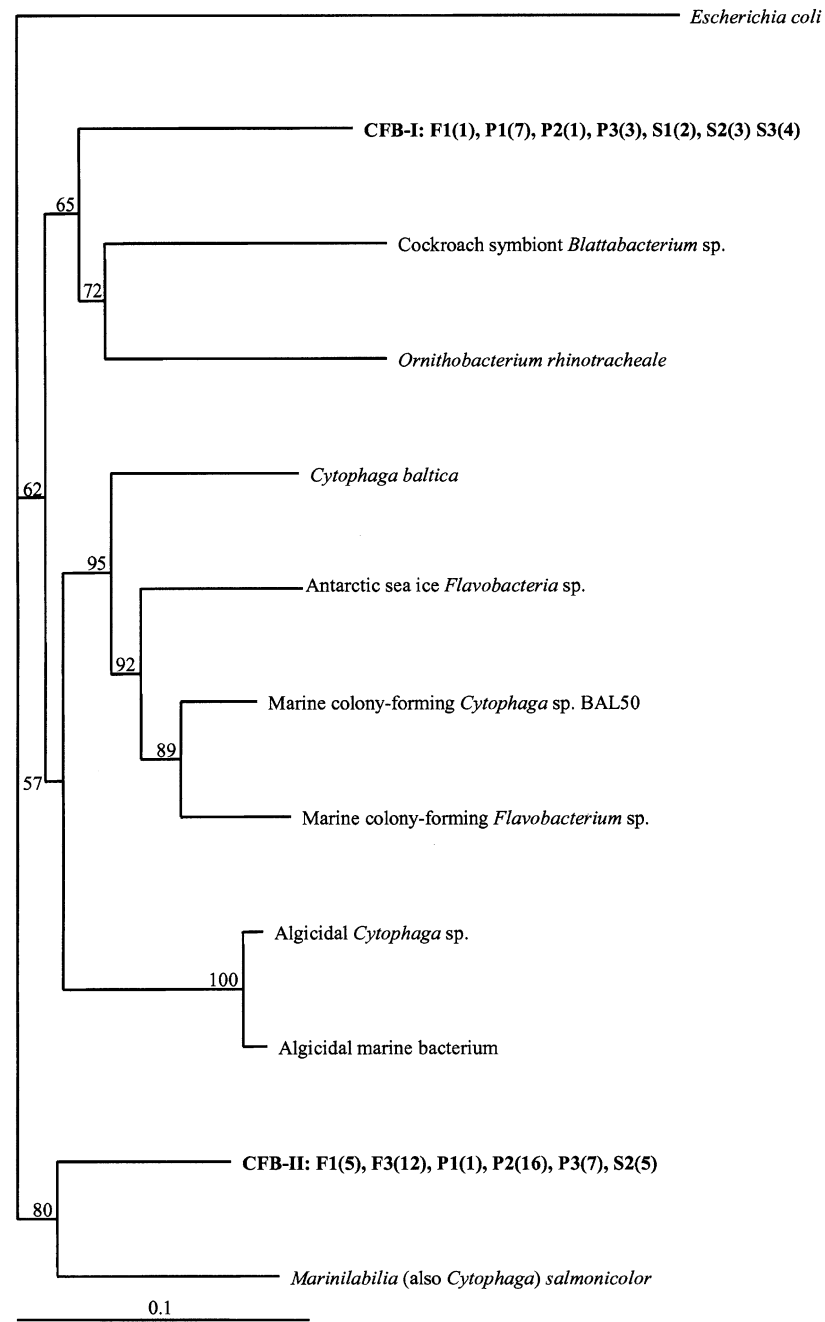 Escherichia coli
CFB-I: F1(1), P1(7), P2(1), P3(3), S1(2), S2(3) S3(4)
65
Cockroach symbiont Blattabacterium sp.
72
Ornithobacterium rhinotracheale
Cytophaga baltica
62
95
Antarctic sea ice Flavobacteria sp.
92
Marine colony-forming Cytophaga sp. BAL50
89
57
Marine colony-forming Flavobacterium sp.
Algicidal Cytophaga sp.
100
Algicidal marine bacterium
CFB-II: F1(5), F3(12), P1(1), P2(16), P3(7), S2(5)
80
Marinilabilia (also Cytophaga) salmonicolor
0.1